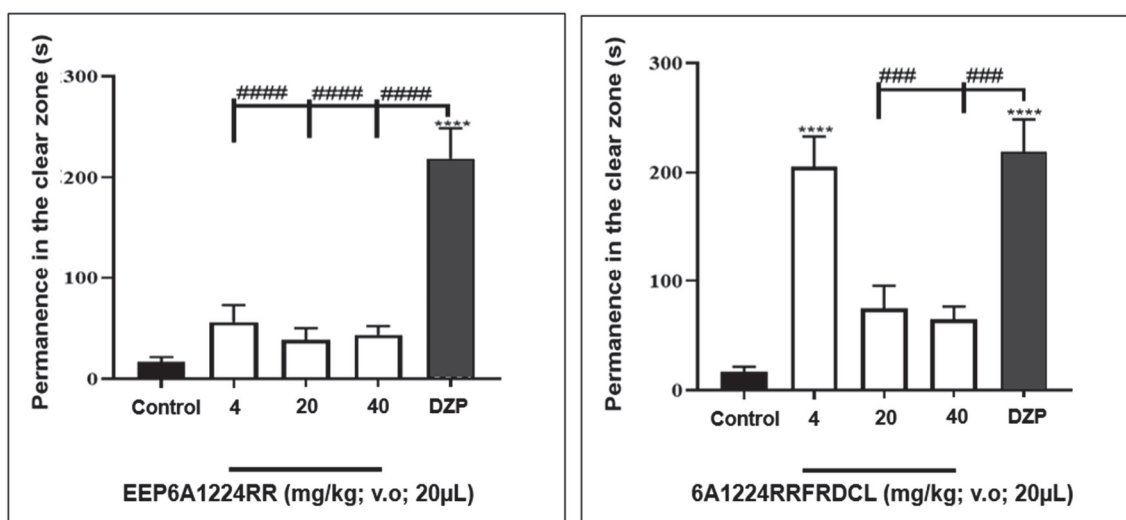 Permanence in the clear zone (s)
300
200
100
0
#### #### ####
****
Control 4 20 40 DZP
EEP6A1224RR (mg/kg; v.o; 20µL)
Permanence in the clear zone (s)
300
200
100
0
### ###
**** ****
Control 4 20 40 DZP
6A1224RRFRDCL (mg/kg; v.o; 20µL)